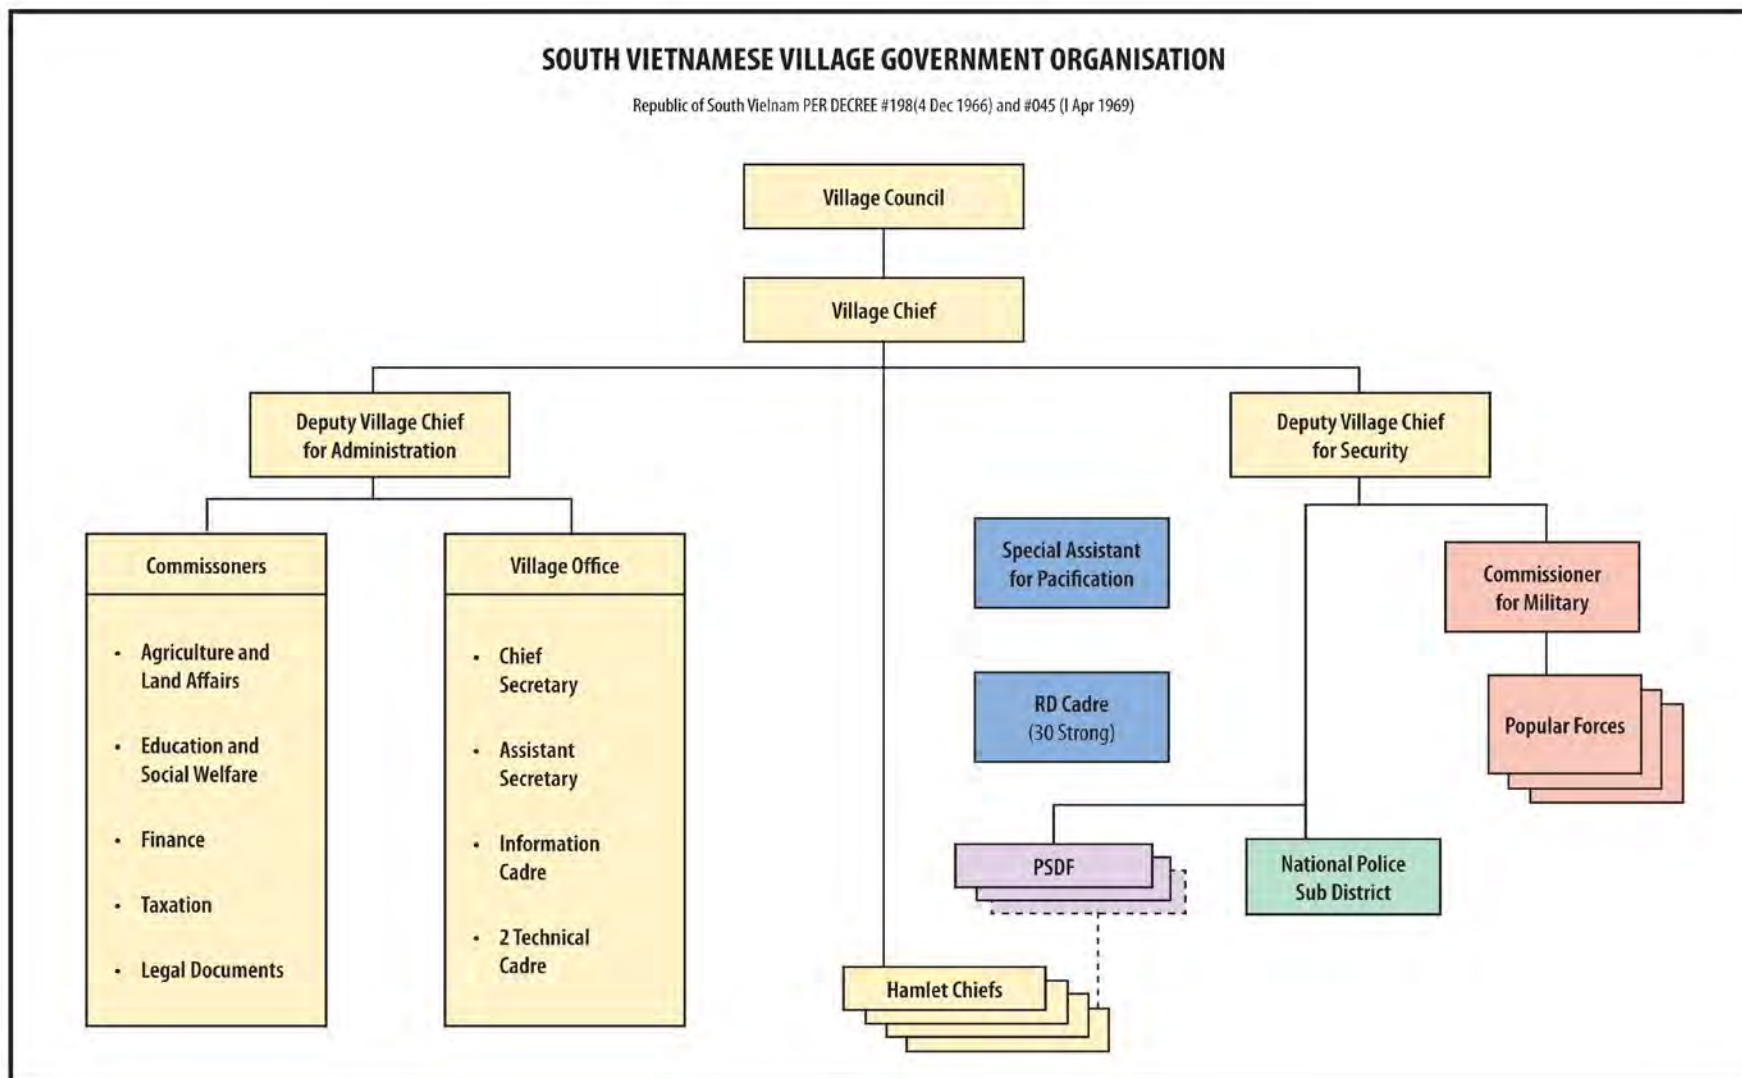 SOUTH VIETNAMESE VILLAGE GOVERNMENT ORGANISATION
Republic of South Vielnam PER DECREE #198(4 Dec 1966) and #045 (l Apr 1969)
Village Council
Village Chief
Deputy Village Chief
for Administration
Deputy Village Chief
for Security
Commissoners
• Agriculture and
Land Affairs
• Education and
Social Welfare
• Finance
• Taxation
• Legal Documents
Village Office
• Chief
Secretary
• Assistant
Secretary
• Information
Cadre
• 2 Technical
Cadre
Special Assistant
for Pacification
RD Cadre
(30 Strong)
Commissioner
for Military
Popular Forces
PSDF
National Police
Sub District
Hamlet Chiefs